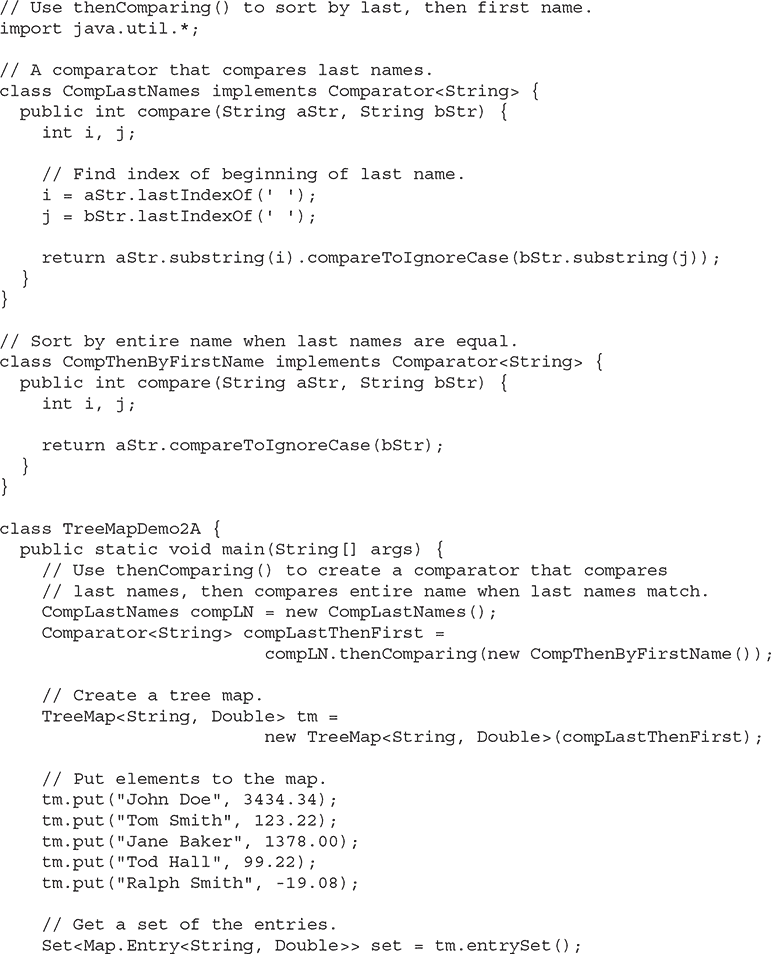 // Use thenComparing() to sort by last, then first name.
import java.util.*;

// A comparator that compares last names.
class CompLastNames implements Comparator<String> {
  public int compare(String aStr, String bStr) {
    int i, j;

    // Find index of beginning of last name.
    i = aStr.lastIndexOf(' ');
    j = bStr.lastIndexOf(' ');

    return aStr.substring(i).compareToIgnoreCase(bStr.substring(j));
  }
}

// Sort by entire name when last names are equal.
class CompThenByFirstName implements Comparator<String> {
  public int compare(String aStr, String bStr) {
    int i, j;

    return aStr.compareToIgnoreCase(bStr);
  }
}

class TreeMapDemo2A {
  public static void main(String[] args) {
    // Use thenComparing() to create a comparator that compares
    // last names, then compares entire name when last names match.
    CompLastNames compLN = new CompLastNames();
    Comparator<String> compLastThenFirst =
                         compLN.thenComparing(new CompThenByFirstName());

    // Create a tree map.
    TreeMap<String, Double> tm =
                         new TreeMap<String, Double>(compLastThenFirst);

    // Put elements to the map.
    tm.put("John Doe", 3434.34);
    tm.put("Tom Smith", 123.22);
    tm.put("Jane Baker", 1378.00);
    tm.put("Tod Hall", 99.22);
    tm.put("Ralph Smith", -19.08);

    // Get a set of the entries.
    Set<Map.Entry<String, Double>> set = tm.entrySet();